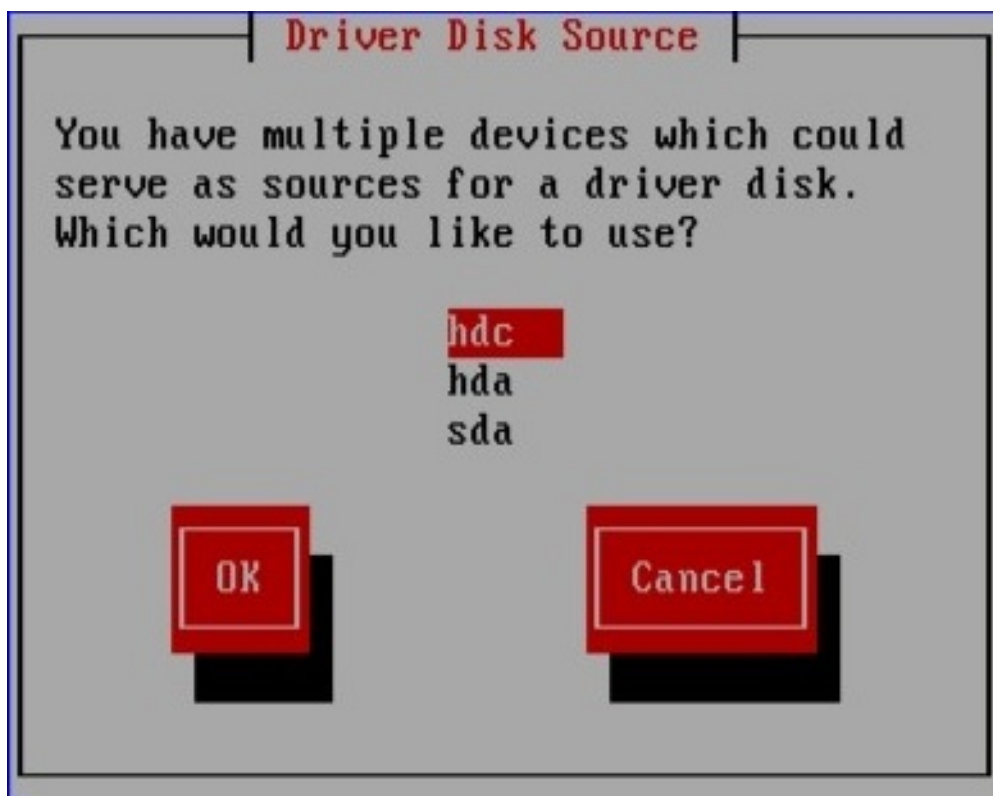 Driver Disk Source
You have multiple devices which could
serve as sources for a driver disk.
Which would you like to use?
hdc
hda
sda
OK
Cancel